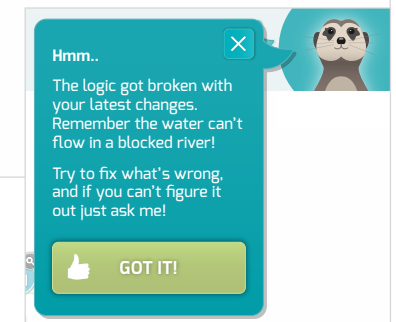 Hmm..
The logic got broken with
your latest changes.
Remember the water can't
flow in a blocked river!
Try to fix what's wrong,
and if you can't figure it
out just ask me!
GOT IT!